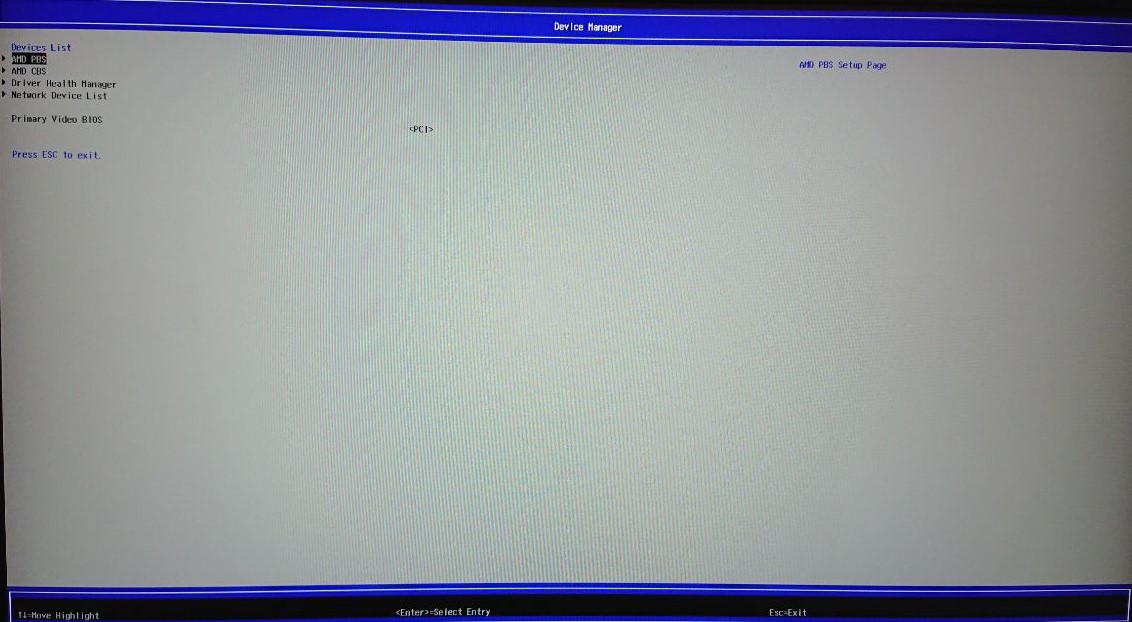 Device Manager
Devices List
AMD PBS
AMD PBS Setup Page
AMD CBS
Driver Health Manager
Network Device List
Primary Video BIOS
<PCI>
Press ESC to exit.
↑↓=Move Highlight
<Enter>=Select Entry
Esc=Exit